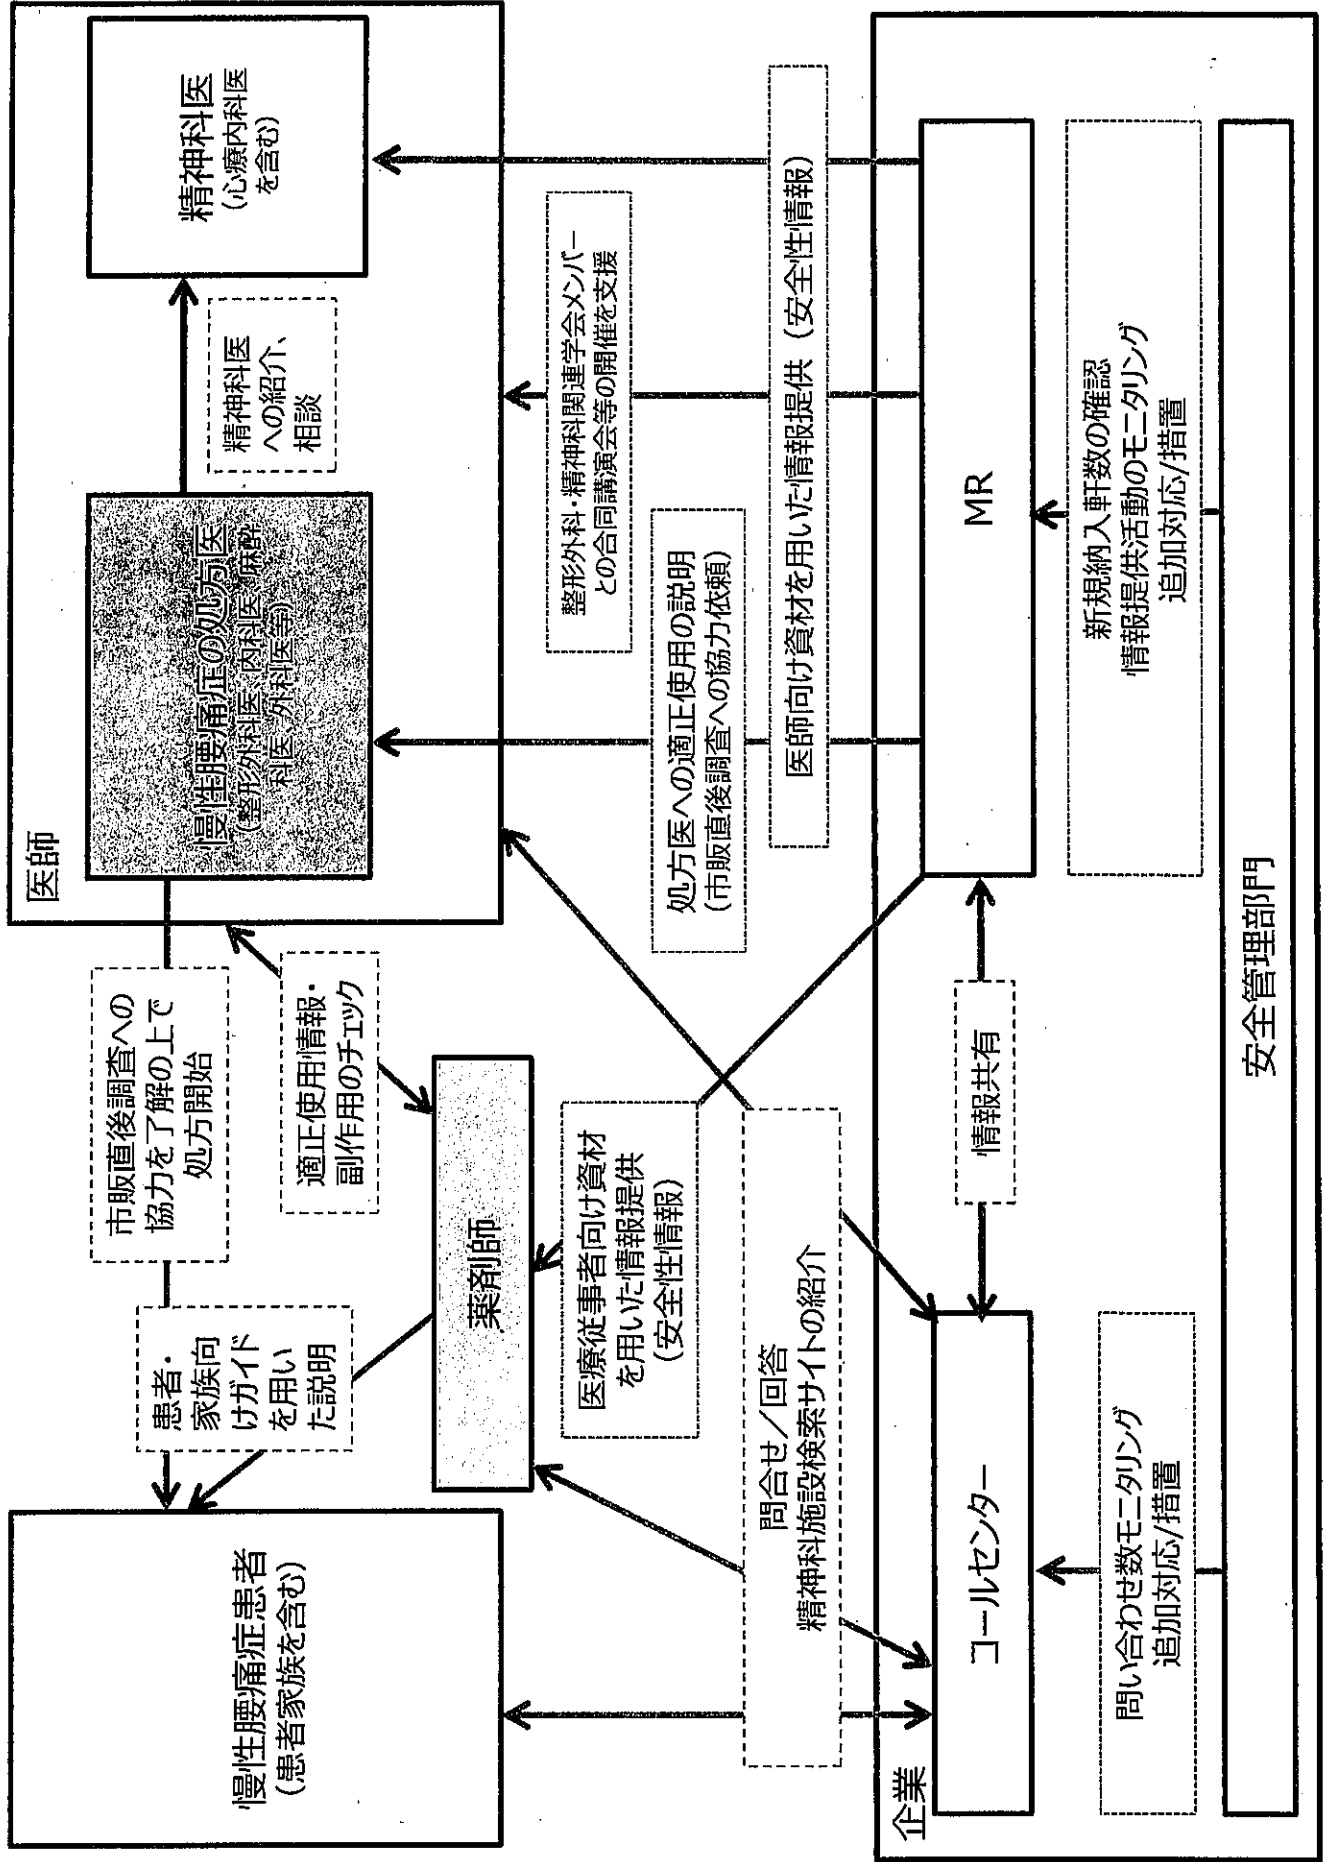 慢性腰痛症患者
(患者家族を含む)
市販直後調査への
協力を了解の上で
処方開始
患者・
家族向
けガイド
を用い
た説明
医師
慢性腰痛症の処方医
(整形外科医、内科医、麻酔
科医、外科医等)
精神科医
への紹介、
相談
精神科医
(心療内科医
を含む)
適正使用情報・
副作用のチェック
薬剤師
医療従事者向け資材
を用いた情報提供
(安全性情報)
処方医への適正使用の説明
(市販直後調査への協力依頼)
整形外科・精神科関連学会メンバー
との合同講演会等の開催を支援
問合せ/回答
精神科施設検索サイトの紹介
医師向け資材を用いた情報提供(安全性情報)
企業
コールセンター
情報共有
MR
問い合わせ数モニタリング
追加対応/措置
新規納入軒数の確認
情報提供活動のモニタリング
追加対応/措置
安全管理部門